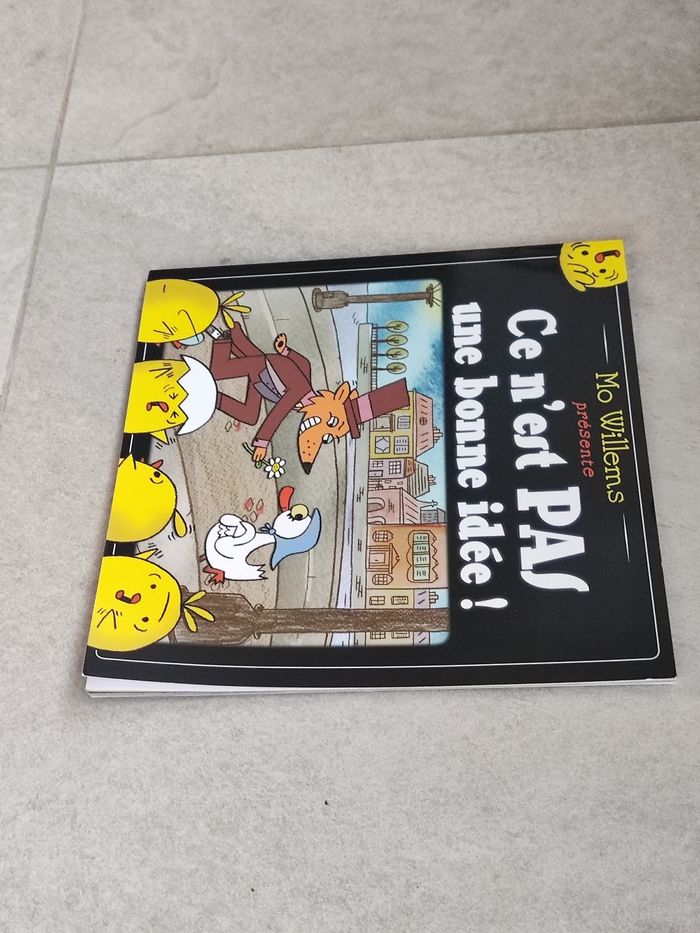 Mo Willems
présente
Ce n'est PAS
une bonne idée !